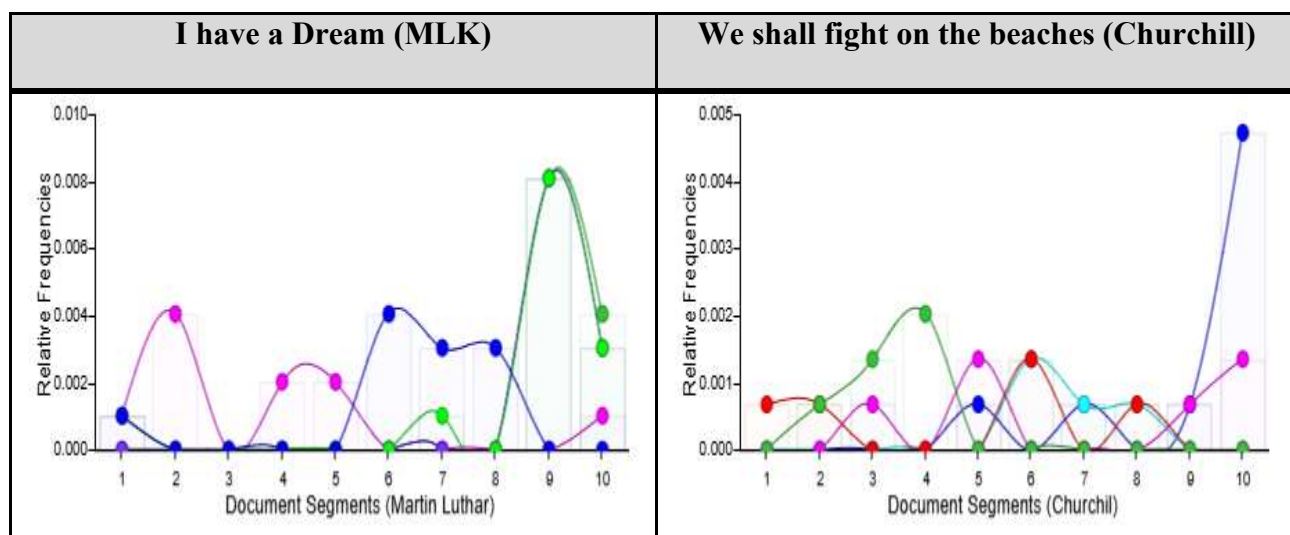 I have a Dream (MLK)
We shall fight on the beaches (Churchill)
0.010
0.008
0.006
0.004
0.002
0.000
Relative Frequencies
1 2 3 4 5 6 7 8 9 10
Document Segments (Martin Luthar)
0.005
0.004
0.003
0.002
0.001
0.000
Relative Frequencies
1 2 3 4 5 6 7 8 9 10
Document Segments (Churchil)